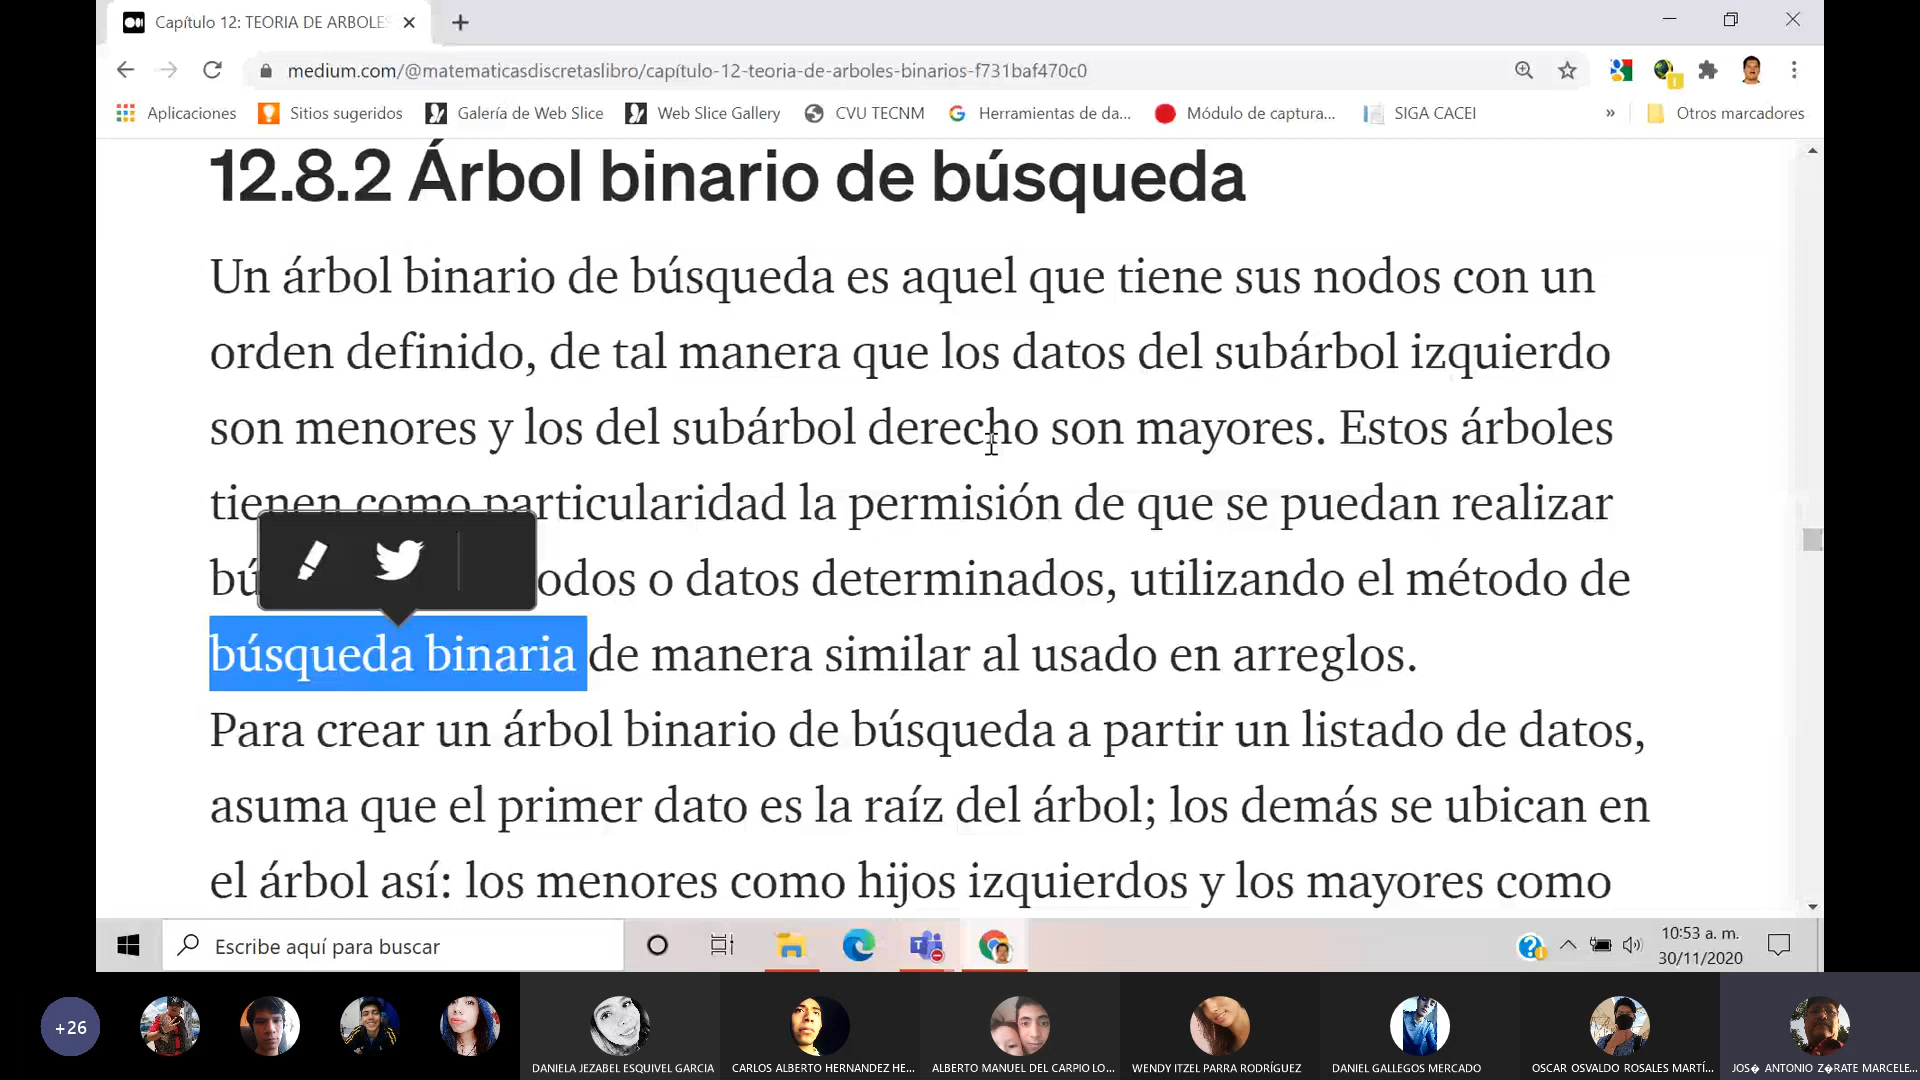 Capítulo 12: TEORIA DE ARBOLES
medium.com/@matematicasdiscretaslibro/capítulo-12-teoria-de-arboles-binarios-f731baf470c0
Aplicaciones Sitios sugeridos Galería de Web Slice Web Slice Gallery CVU TECNM Herramientas de da... Módulo de captura... SIGA CACEI » Otros marcadores
12.8.2 Árbol binario de búsqueda
Un árbol binario de búsqueda es aquel que tiene sus nodos con un
orden definido, de tal manera que los datos del subárbol izquierdo
son menores y los del subárbol derecho son mayores. Estos árboles
tienen como particularidad la permisión de que se puedan realizar
bú odos o datos determinados, utilizando el método de
búsqueda binaria de manera similar al usado en arreglos.
Para crear un árbol binario de búsqueda a partir un listado de datos,
asuma que el primer dato es la raíz del árbol; los demás se ubican en
el árbol así: los menores como hijos izquierdos y los mayores como
Escribe aquí para buscar
10:53 a. m.
30/11/2020
+26
DANIELA JEZABEL ESQUIVEL GARCIA CARLOS ALBERTO HERNANDEZ HE... ALBERTO MANUEL DEL CARPIO LO... WENDY ITZEL PARRA RODRÍGUEZ DANIEL GALLEGOS MERCADO OSCAR OSVALDO ROSALES MARTÍ... JOS� ANTONIO Z�RATE MARCELE...